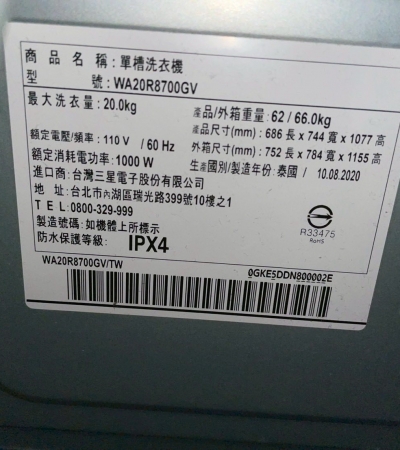 商品名稱：單槽洗衣機
型號：WA20R8700GV
最大洗衣量：20.0kg
產品/外箱重量：62 / 66.0kg
產品尺寸(mm)：686 長 x 744 寬 x 1077 高
額定電壓/頻率：110 V / 60 Hz
外箱尺寸(mm)：752 長 x 784 寬 x 1155 高
額定消耗電功率：1000 W
生產國別/製造年份：泰國 / 10.08.2020
進口商：台灣三星電子股份有限公司
地址：台北市內湖區瑞光路399號10樓之1
TEL：0800-329-999
製造號碼：如機體上所標示
防水保護等級： IPX4
R33475
RoHS
WA20R8700GV/TW
0GKE5DDN800002E